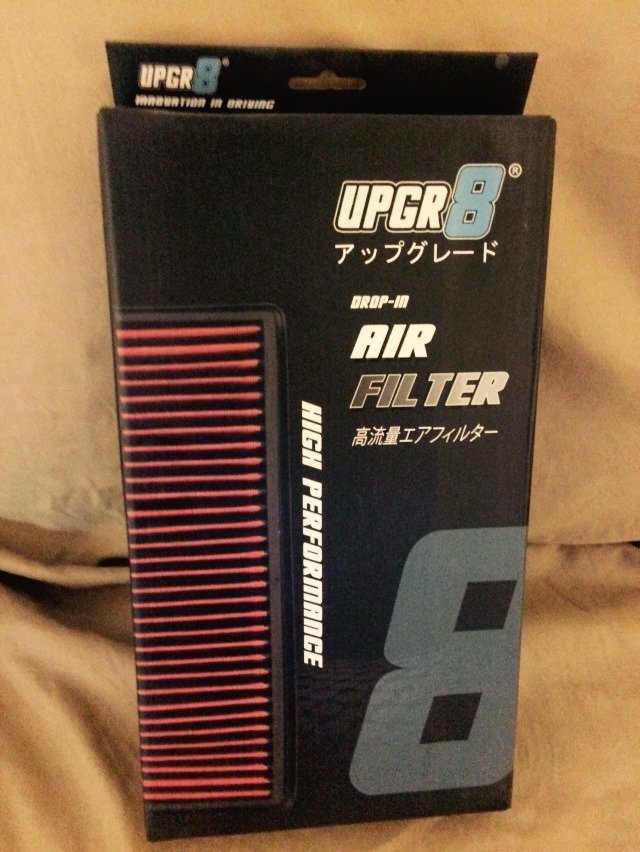 UPGR8®
INNOVATION IN DRIVING
UPGR8®
アップグレード
DROP-IN
AIR
FILTER
高流量エアフィルター
HIGH PERFORMANCE
8